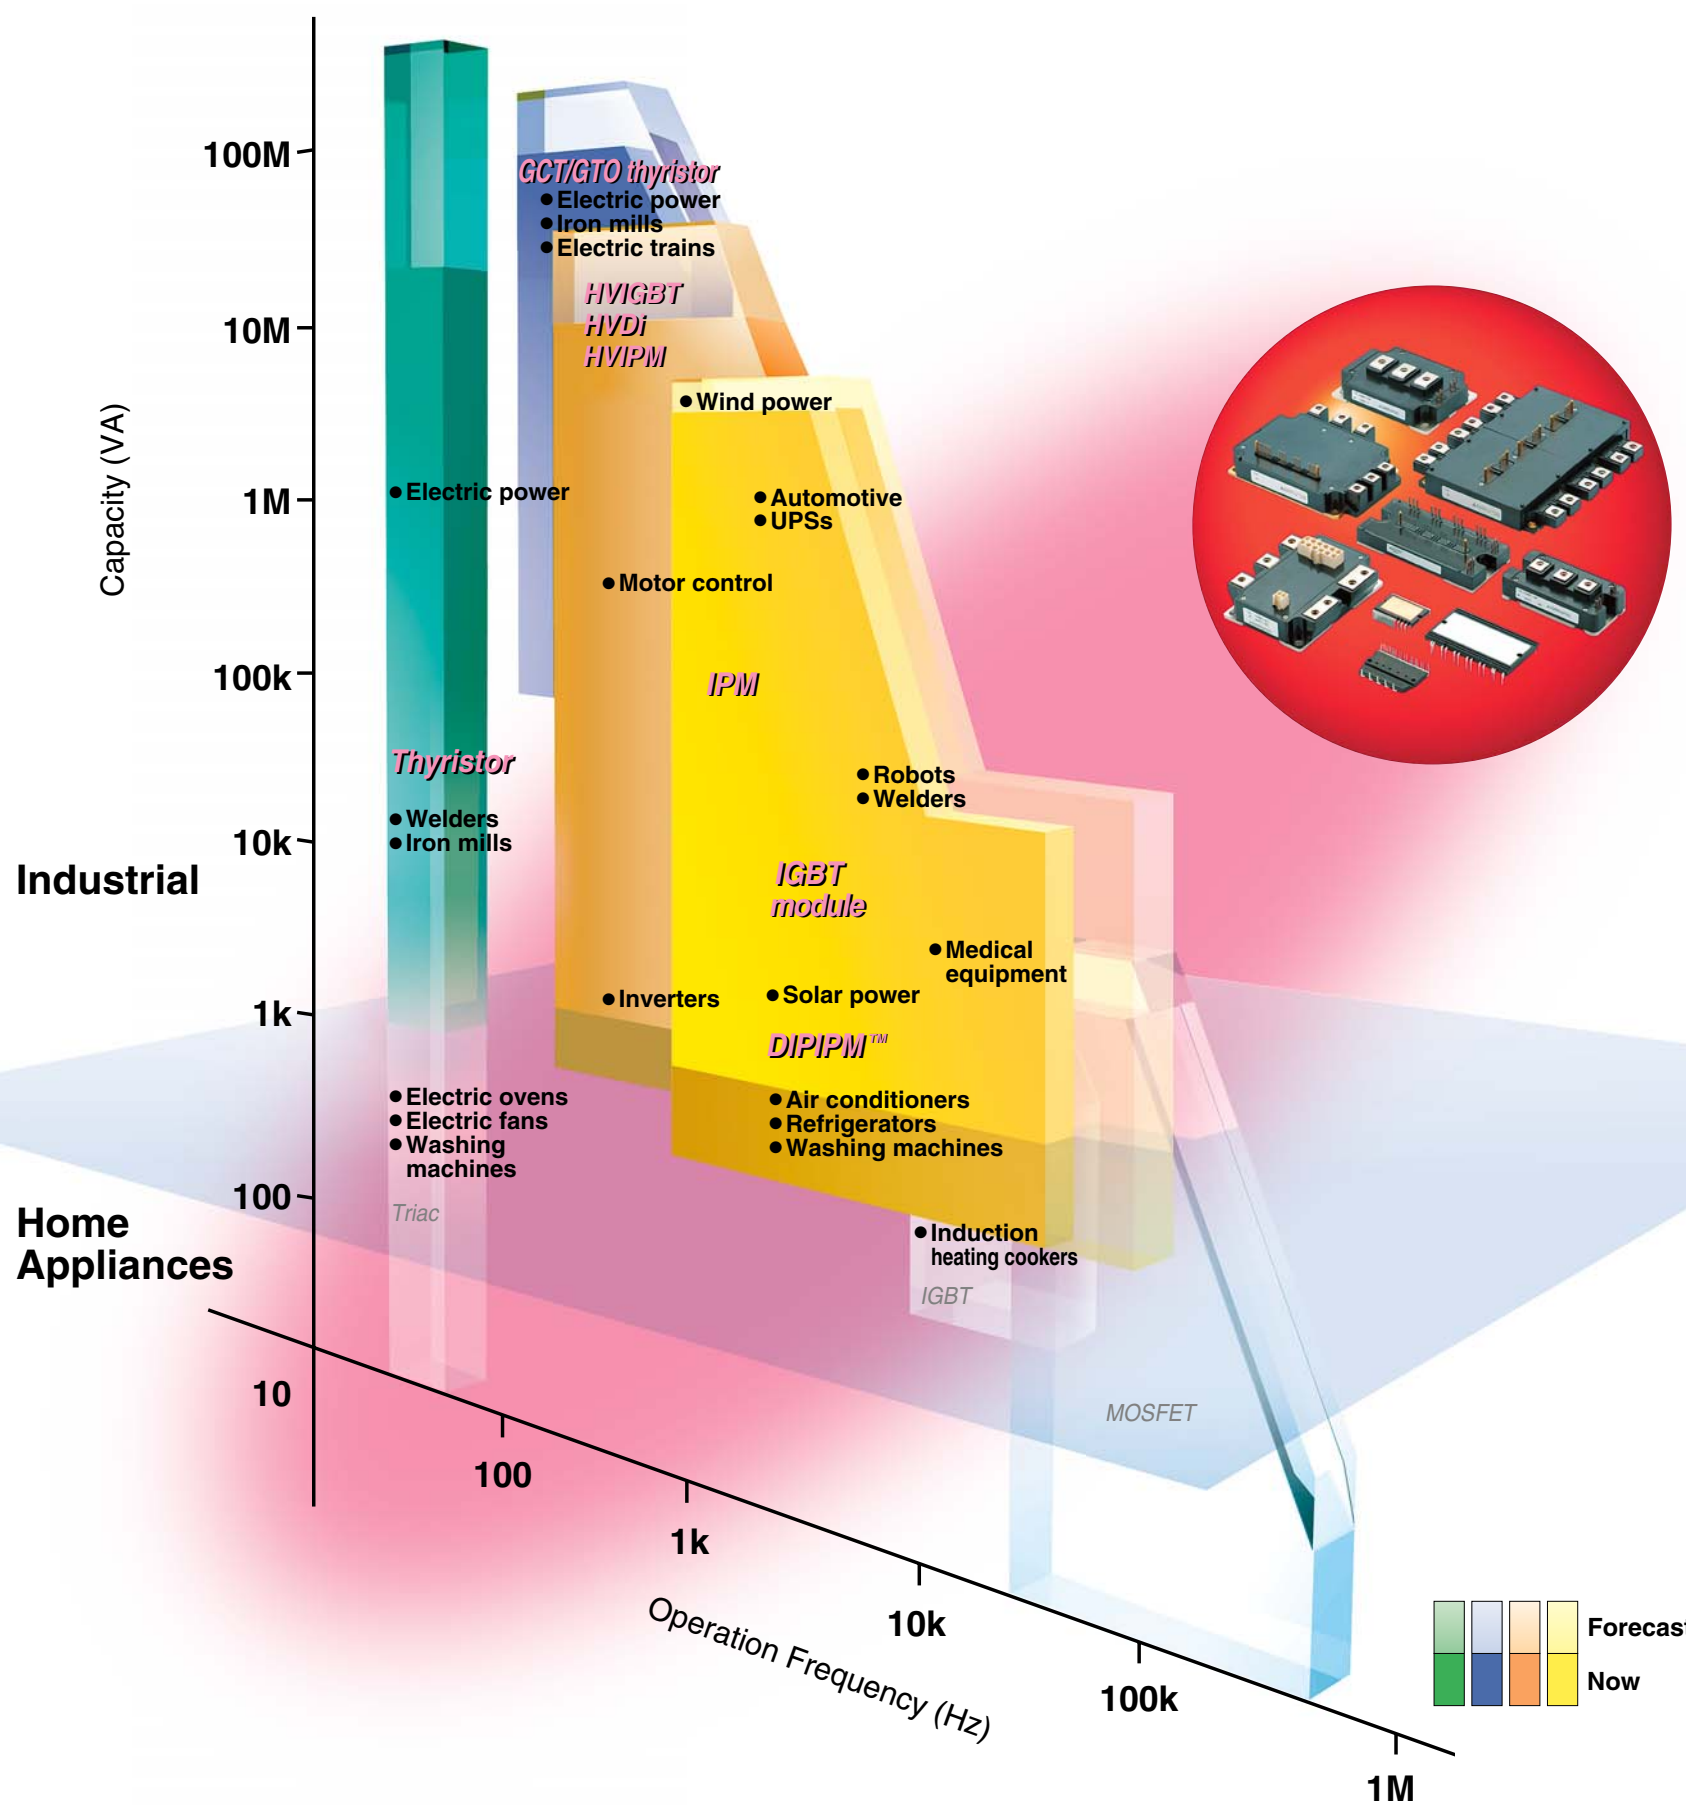 100M
10M
1M
100k
10k
1k
100
10
Capacity (VA)
Industrial
Home
Appliances
GCT/GTO thyristor
● Electric power
● Iron mills
● Electric trains
HVIGBT
HVDi
HVIPM
● Wind power
● Electric power
● Automotive
● UPSs
● Motor control
IPM
Thyristor
● Robots
● Welders
● Welders
● Iron mills
IGBT
module
● Medical
equipment
● Inverters
● Solar power
DIPIPM™
● Electric ovens
● Electric fans
● Washing
machines
● Air conditioners
● Refrigerators
● Washing machines
Triac
● Induction
heating cookers
IGBT
MOSFET
100
1k
10k
100k
1M
Operation Frequency (Hz)
Forecast
Now